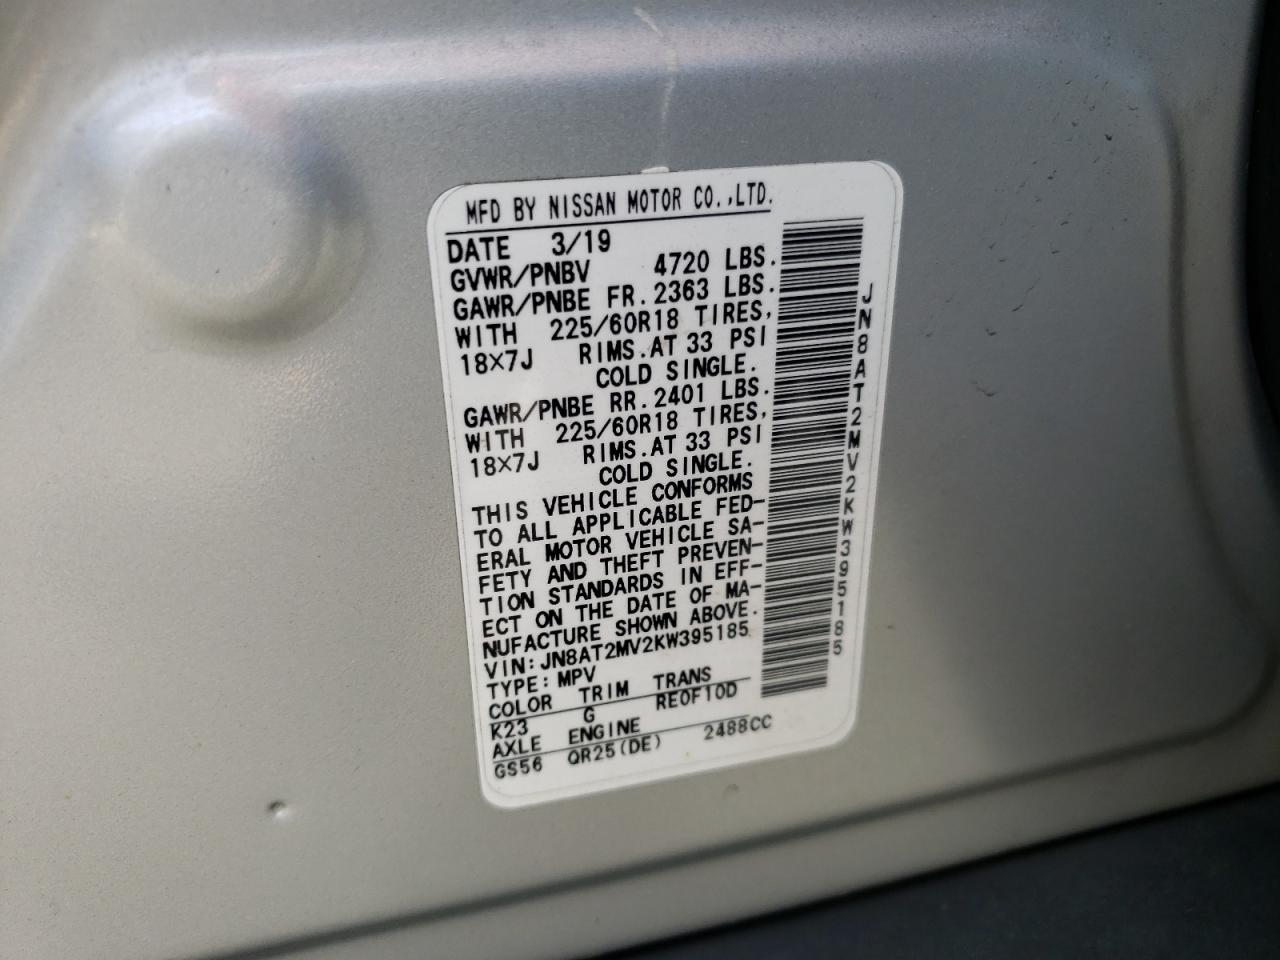 MFD BY NISSAN MOTOR CO.,LTD.
DATE 3/19
GVWR/PNBV 4720 LBS.
GAWR/PNBE FR.2363 LBS.
WITH 225/60R18 TIRES,
18×7J RIMS.AT 33 PSI
COLD SINGLE.
GAWR/PNBE RR.2401 LBS.
WITH 225/60R18 TIRES,
18×7J RIMS.AT 33 PSI
COLD SINGLE.
THIS VEHICLE CONFORMS
TO ALL APPLICABLE FED-
ERAL MOTOR VEHICLE SA-
FETY AND THEFT PREVEN-
TION STANDARDS IN EFF-
ECT ON THE DATE OF MA-
NUFACTURE SHOWN ABOVE.
VIN:JN8AT2MV2KW395185
TYPE:MPV
COLOR TRIM TRANS
K23 G RE0F10D
AXLE ENGINE
GS56 QR25(DE) 2488CC
JN8AT2MV2KW395185